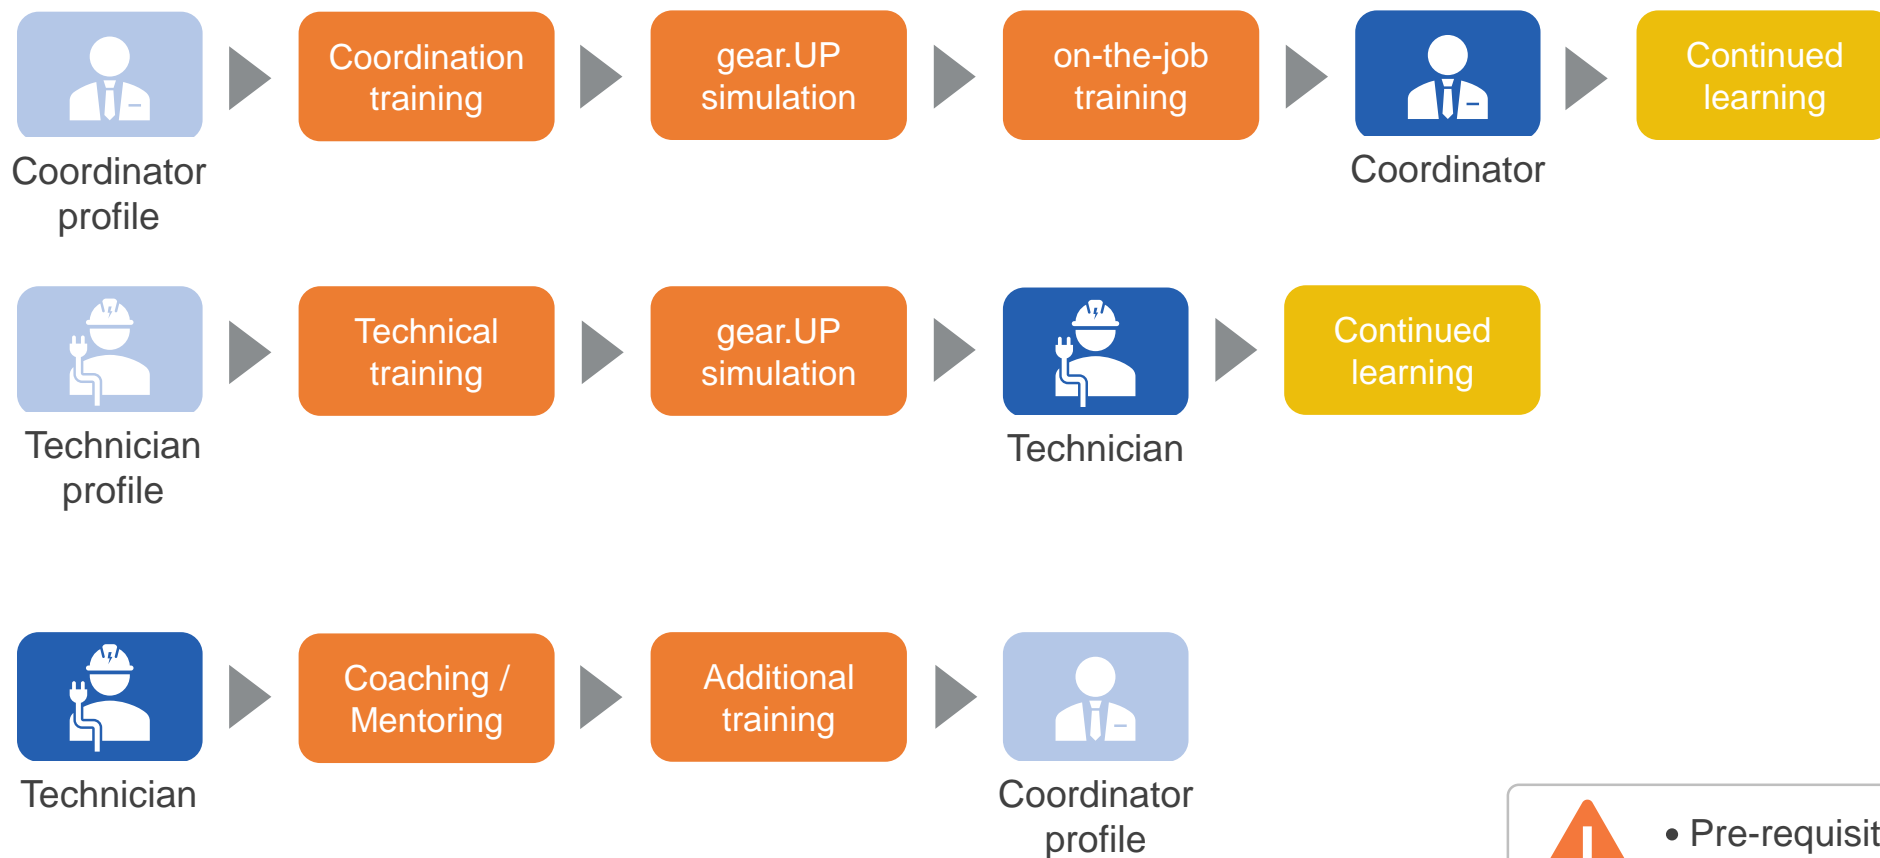 Coordination
training
gear.UP
simulation
on-the-job
training
Continued
learning
Coordinator
profile
Coordinator
Technical
training
gear.UP
simulation
Continued
learning
Technician
profile
Technician
Coaching /
Mentoring
Additional
training
Technician
Coordinator
profile
• Pre-requisit